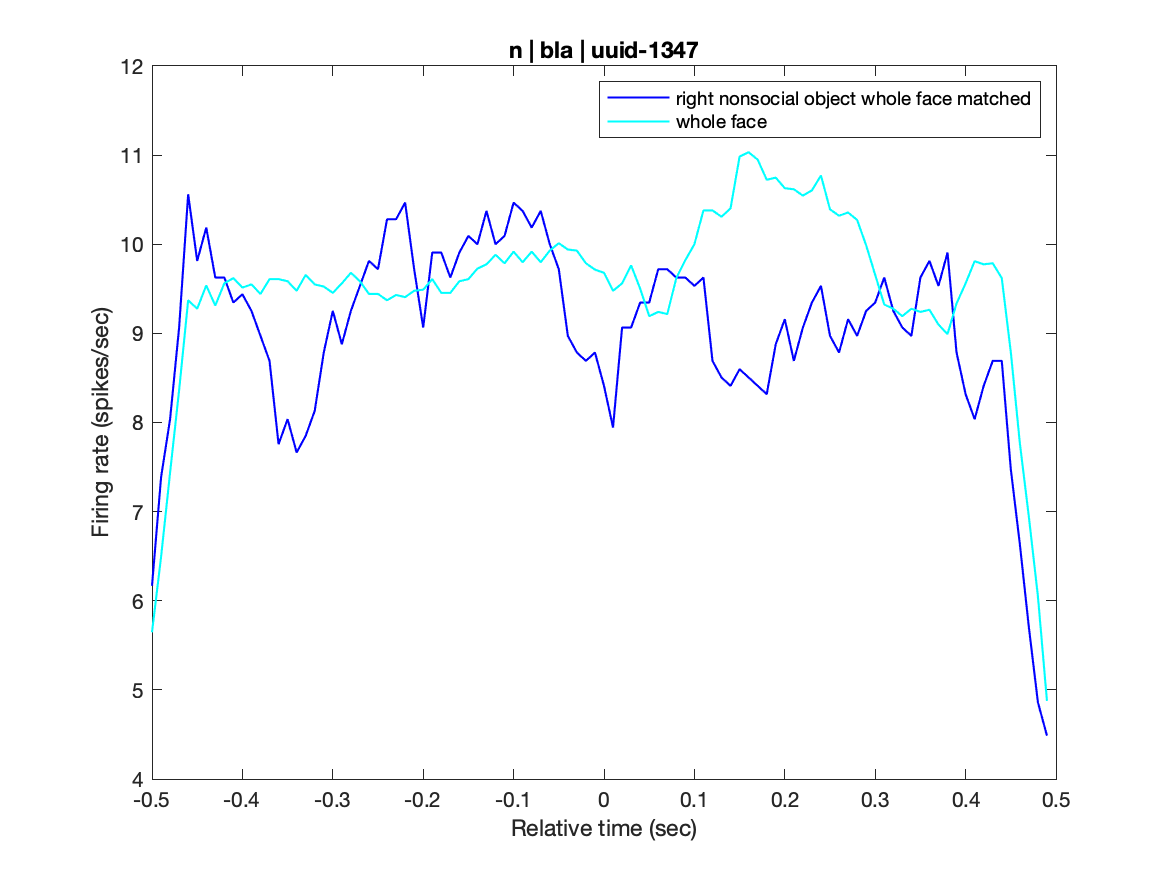 n | bla | uuid-1347
right nonsocial object whole face matched
whole face
Firing rate (spikes/sec)
12
11
10
9
8
7
6
5
4
-0.5 -0.4 -0.3 -0.2 -0.1 0 0.1 0.2 0.3 0.4 0.5
Relative time (sec)